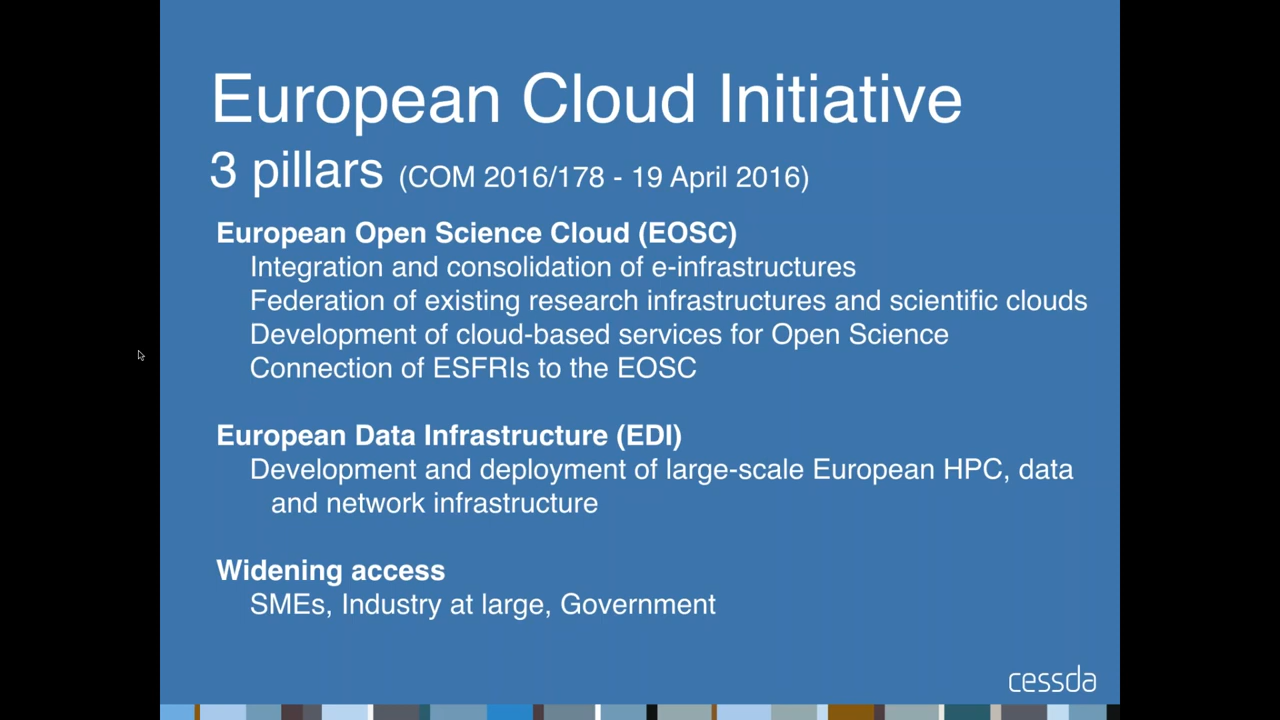 European Cloud Initiative
3 pillars (COM 2016/178 - 19 April 2016)
European Open Science Cloud (EOSC)
Integration and consolidation of e-infrastructures
Federation of existing research infrastructures and scientific clouds
Development of cloud-based services for Open Science
Connection of ESFRIs to the EOSC
European Data Infrastructure (EDI)
Development and deployment of large-scale European HPC, data
and network infrastructure
Widening access
SMEs, Industry at large, Government
cessda